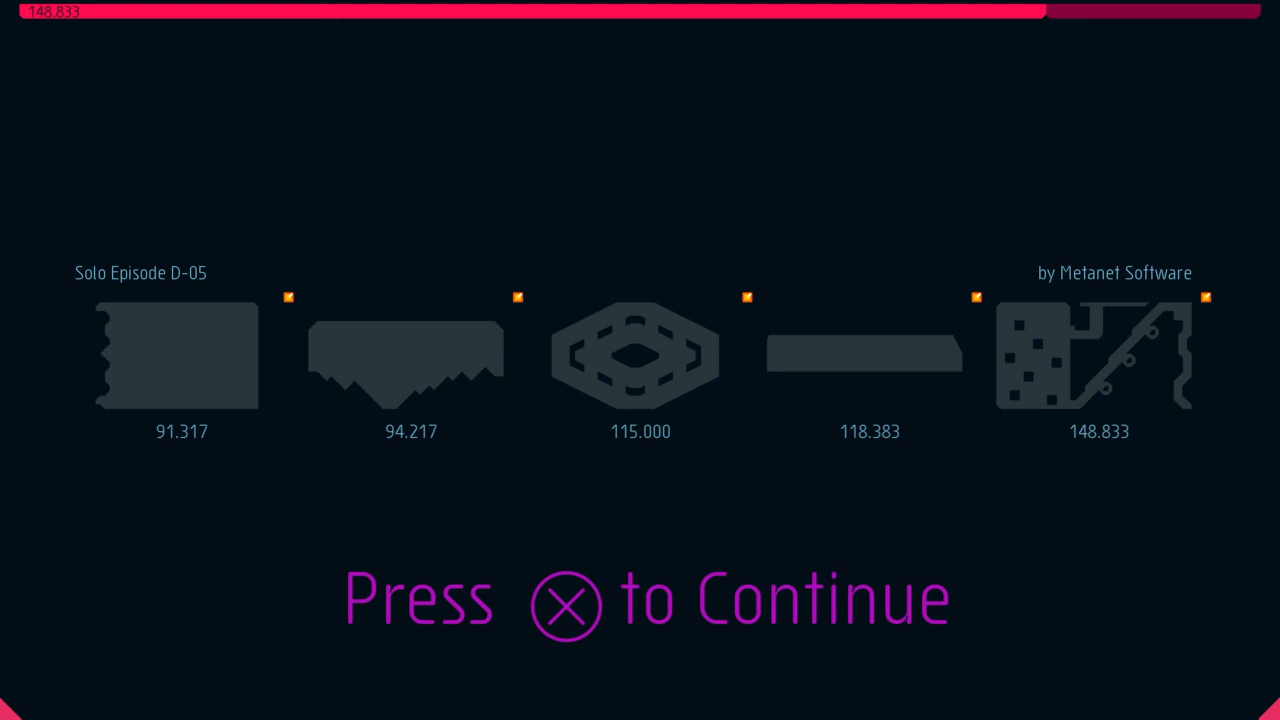 148.833
Solo Episode D-05
by Metanet Software
91.317
94.217
115.000
118.383
148.833
Press to Continue